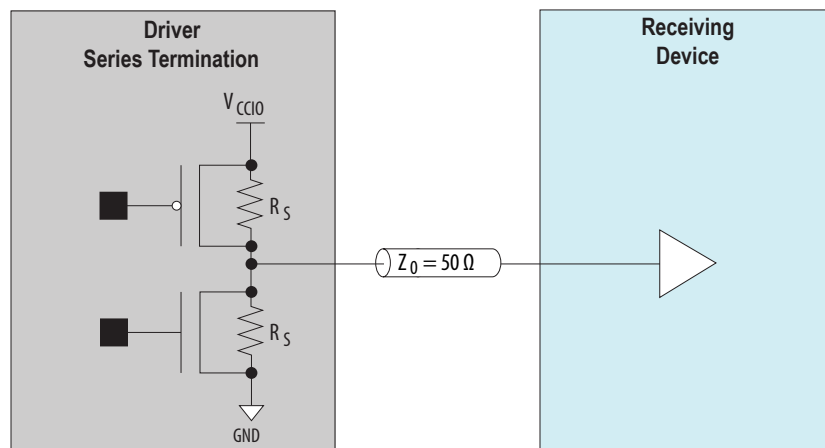 Driver
Series Termination
Receiving
Device
V CCIO
R S
Z 0 = 50 Ω
R S
GND